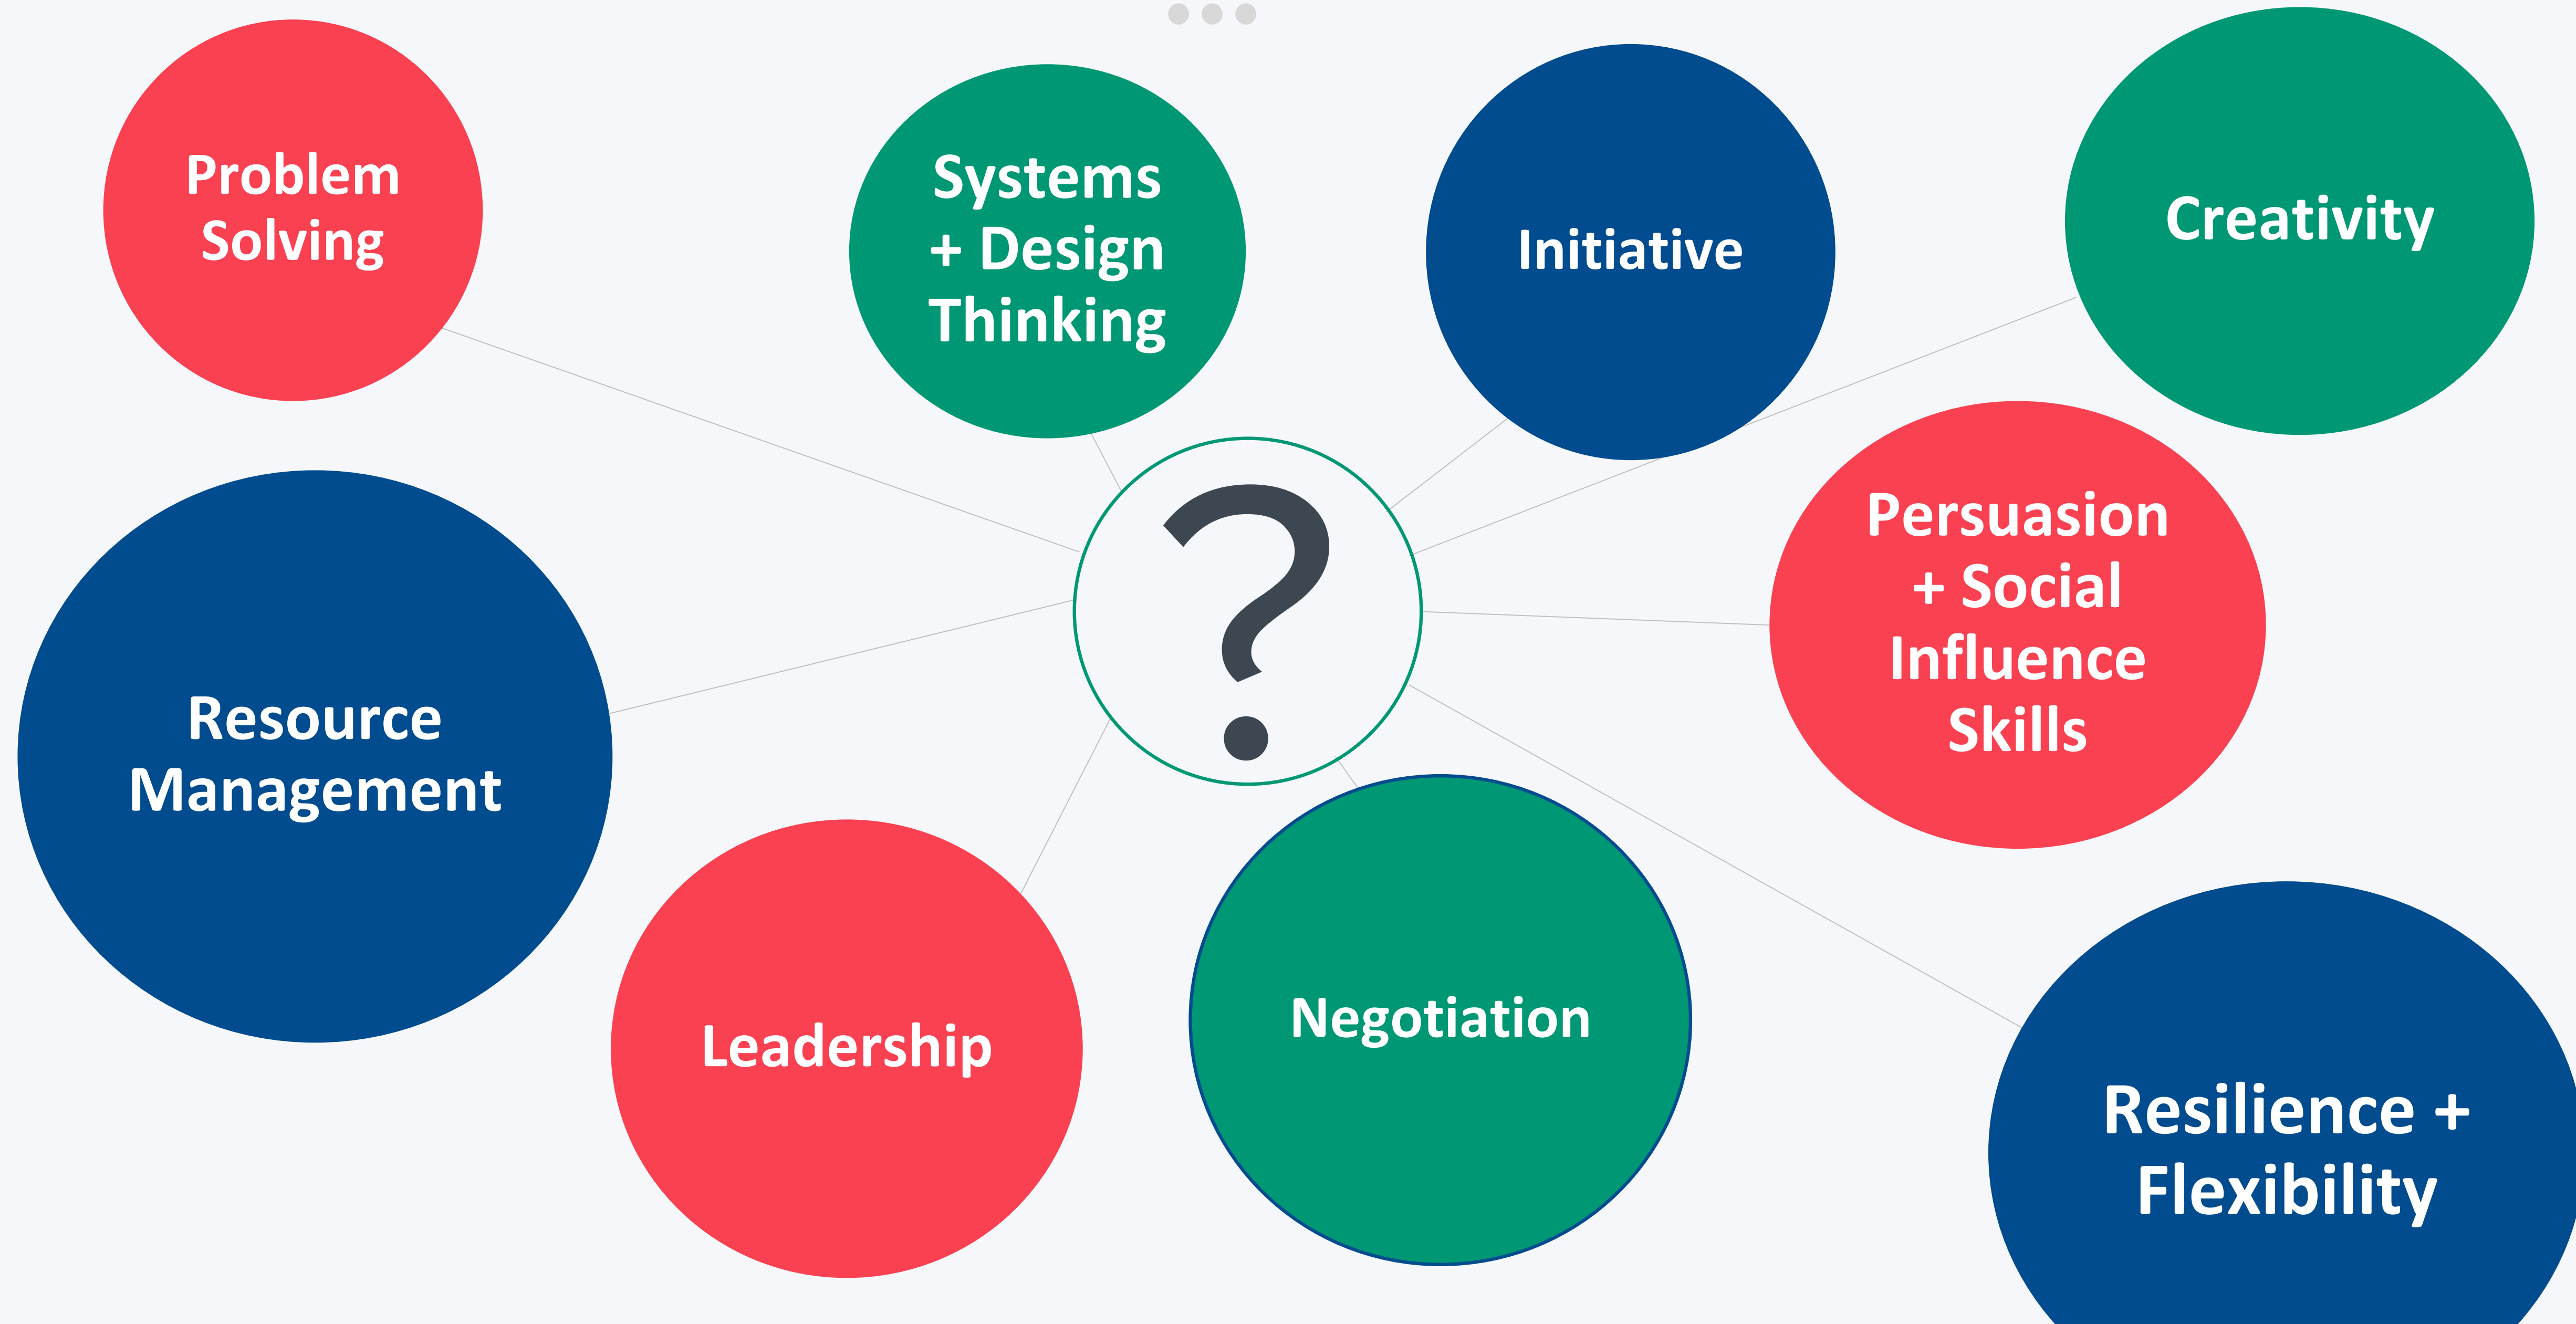 Problem
Solving
Systems
+ Design
Thinking
Initiative
Creativity
?
Persuasion
+ Social
Influence
Skills
Resource
Management
Leadership
Negotiation
Resilience +
Flexibility